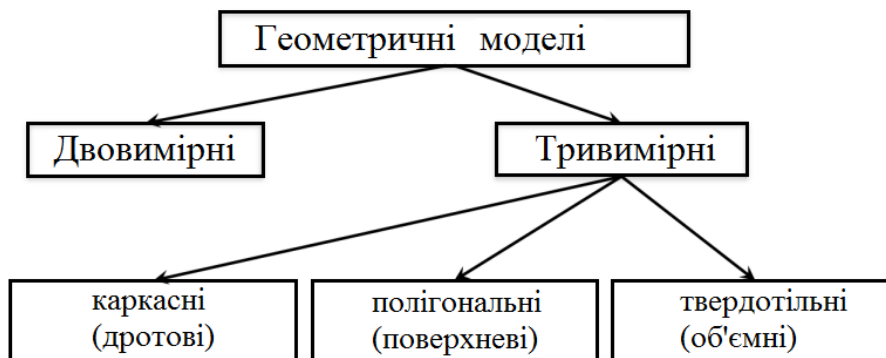 Геометричні моделі
Двовимірні
Тривимірні
каркасні
(дротові)
полігональні
(поверхневі)
твердотільні
(об'ємні)